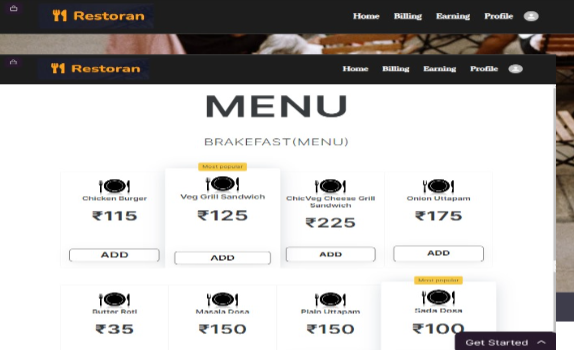 Restoran Home Billing Earning Profile
Restoran Home Billing Earning Profile
MENU
BRAKEFAST(MENU)
Most popular
Chicken Burger Veg Grill Sandwich ChicVeg Cheese Grill Sandwich Onion Uttapam
₹115 ₹125 ₹225 ₹175
ADD ADD ADD ADD
Most popular
Butter Roti Masala Dosa Plain Uttapam Sada Dosa
₹35 ₹150 ₹150 ₹100
Get Started